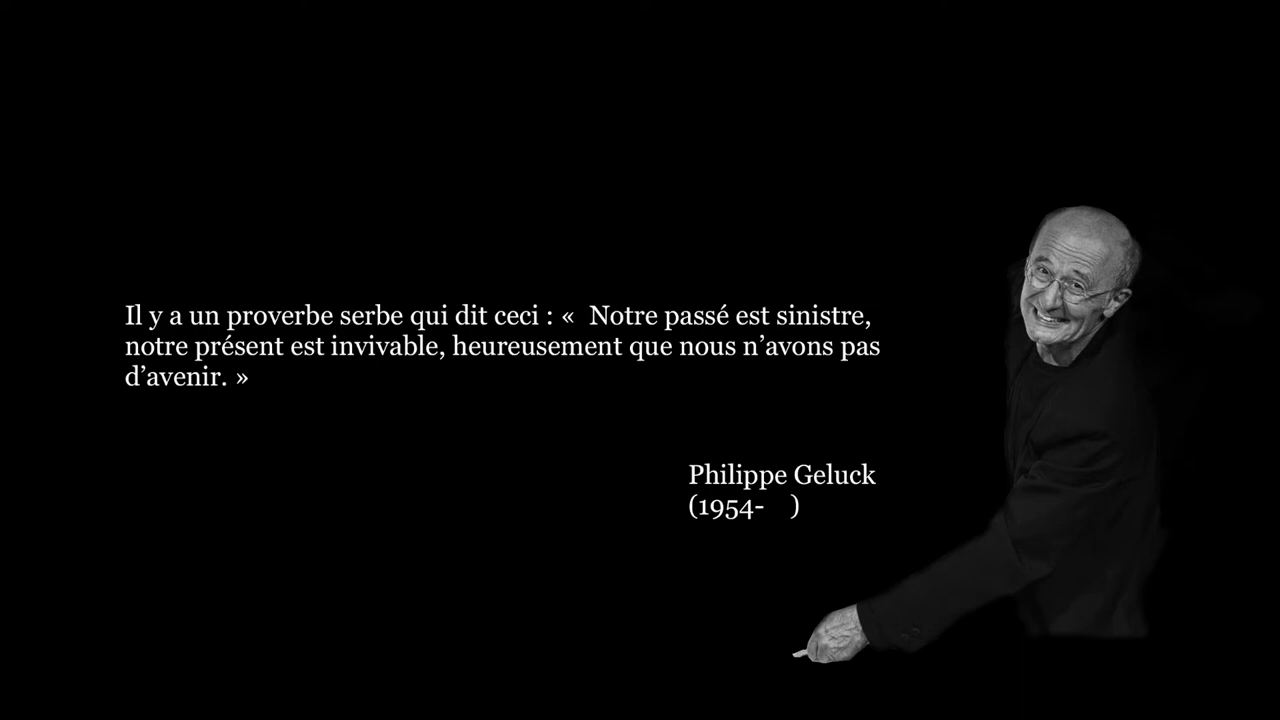 Il y a un proverbe serbe qui dit ceci : «  Notre passé est sinistre,
notre présent est invivable, heureusement que nous n’avons pas
d’avenir. »
Philippe Geluck
(1954-    )